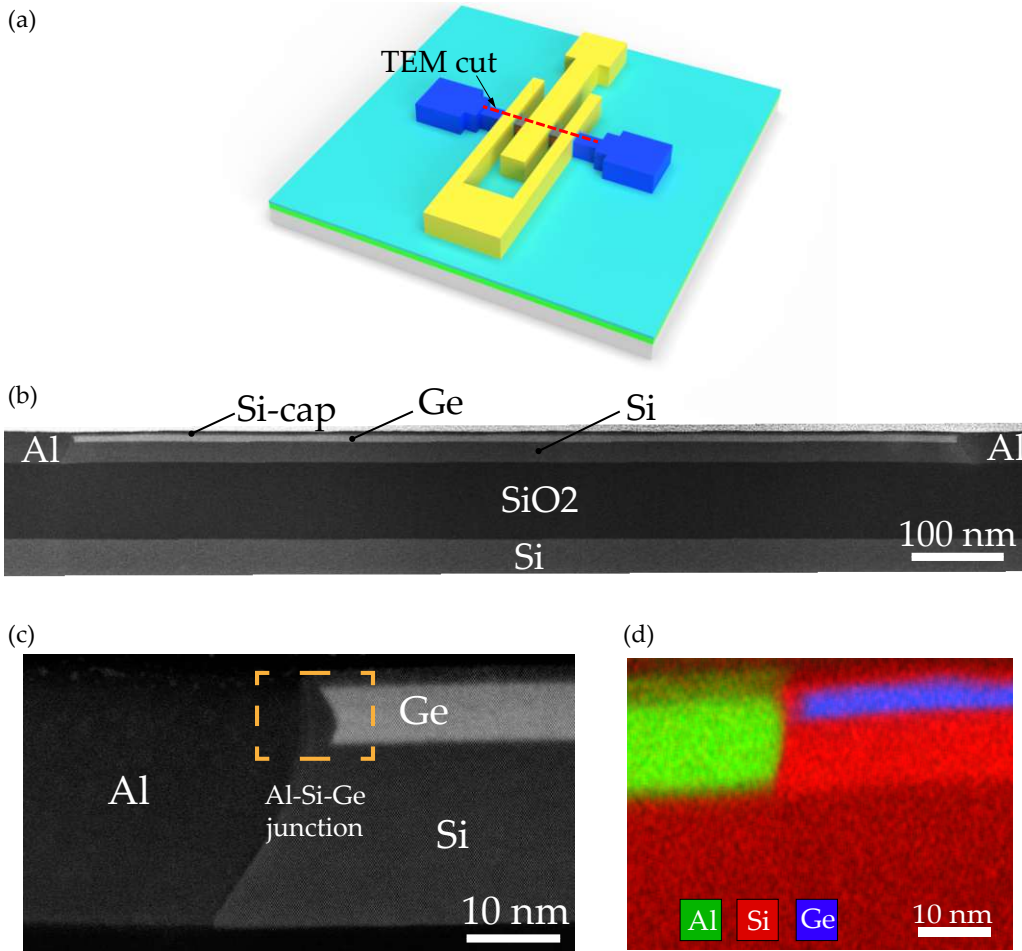 (a)
TEM cut
(b)
Si-cap
Ge
Si
Al
Al
SiO2
100 nm
Si
(c)
Ge
Al
Al-Si-Ge
junction
Si
10 nm
(d)
Al
Si
Ge
10 nm